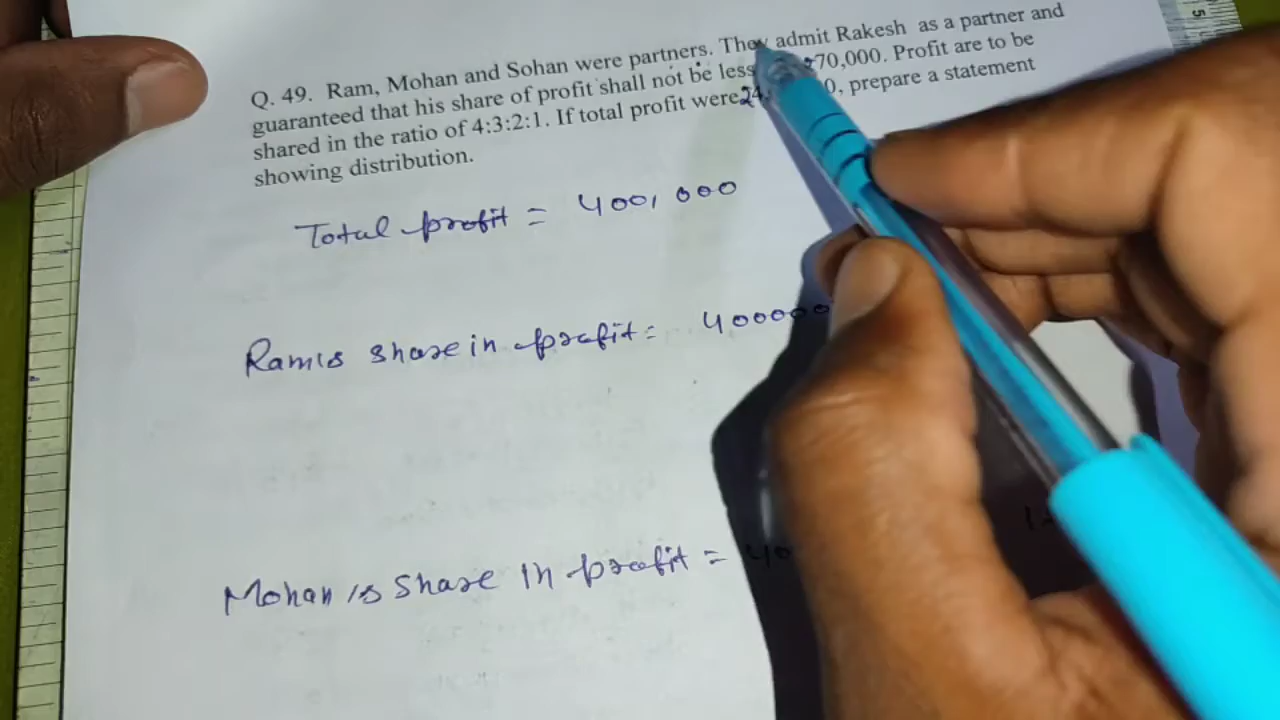 Q. 49. Ram, Mohan and Sohan were partners. They admit Rakesh as a partner and
guaranteed that his share of profit shall not be less 70,000. Profit are to be
shared in the ratio of 4:3:2:1. If total profit were 0, prepare a statement
showing distribution.
Total profit = 400,000
Ram's share in profit = 400000
Mohan's Share in profit = 40